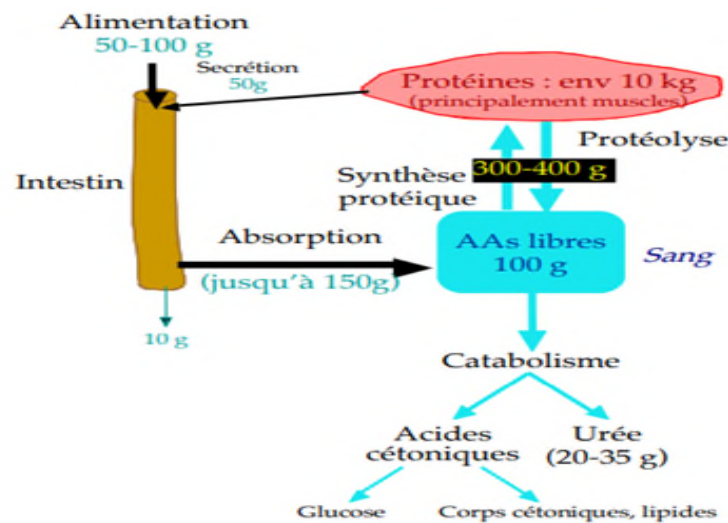 Alimentation
50-100 g
Secrétion
50g
Protéines : env 10 kg
(principalement muscles)
Protéolyse
Intestin
Synthèse
protéique
300-400 g
Absorption
(jusqu'à 150g)
AAs libres
100 g
Sang
10 g
Catabolisme
Acides
cétoniques
Urée
(20-35 g)
Glucose
Corps cétoniques, lipides